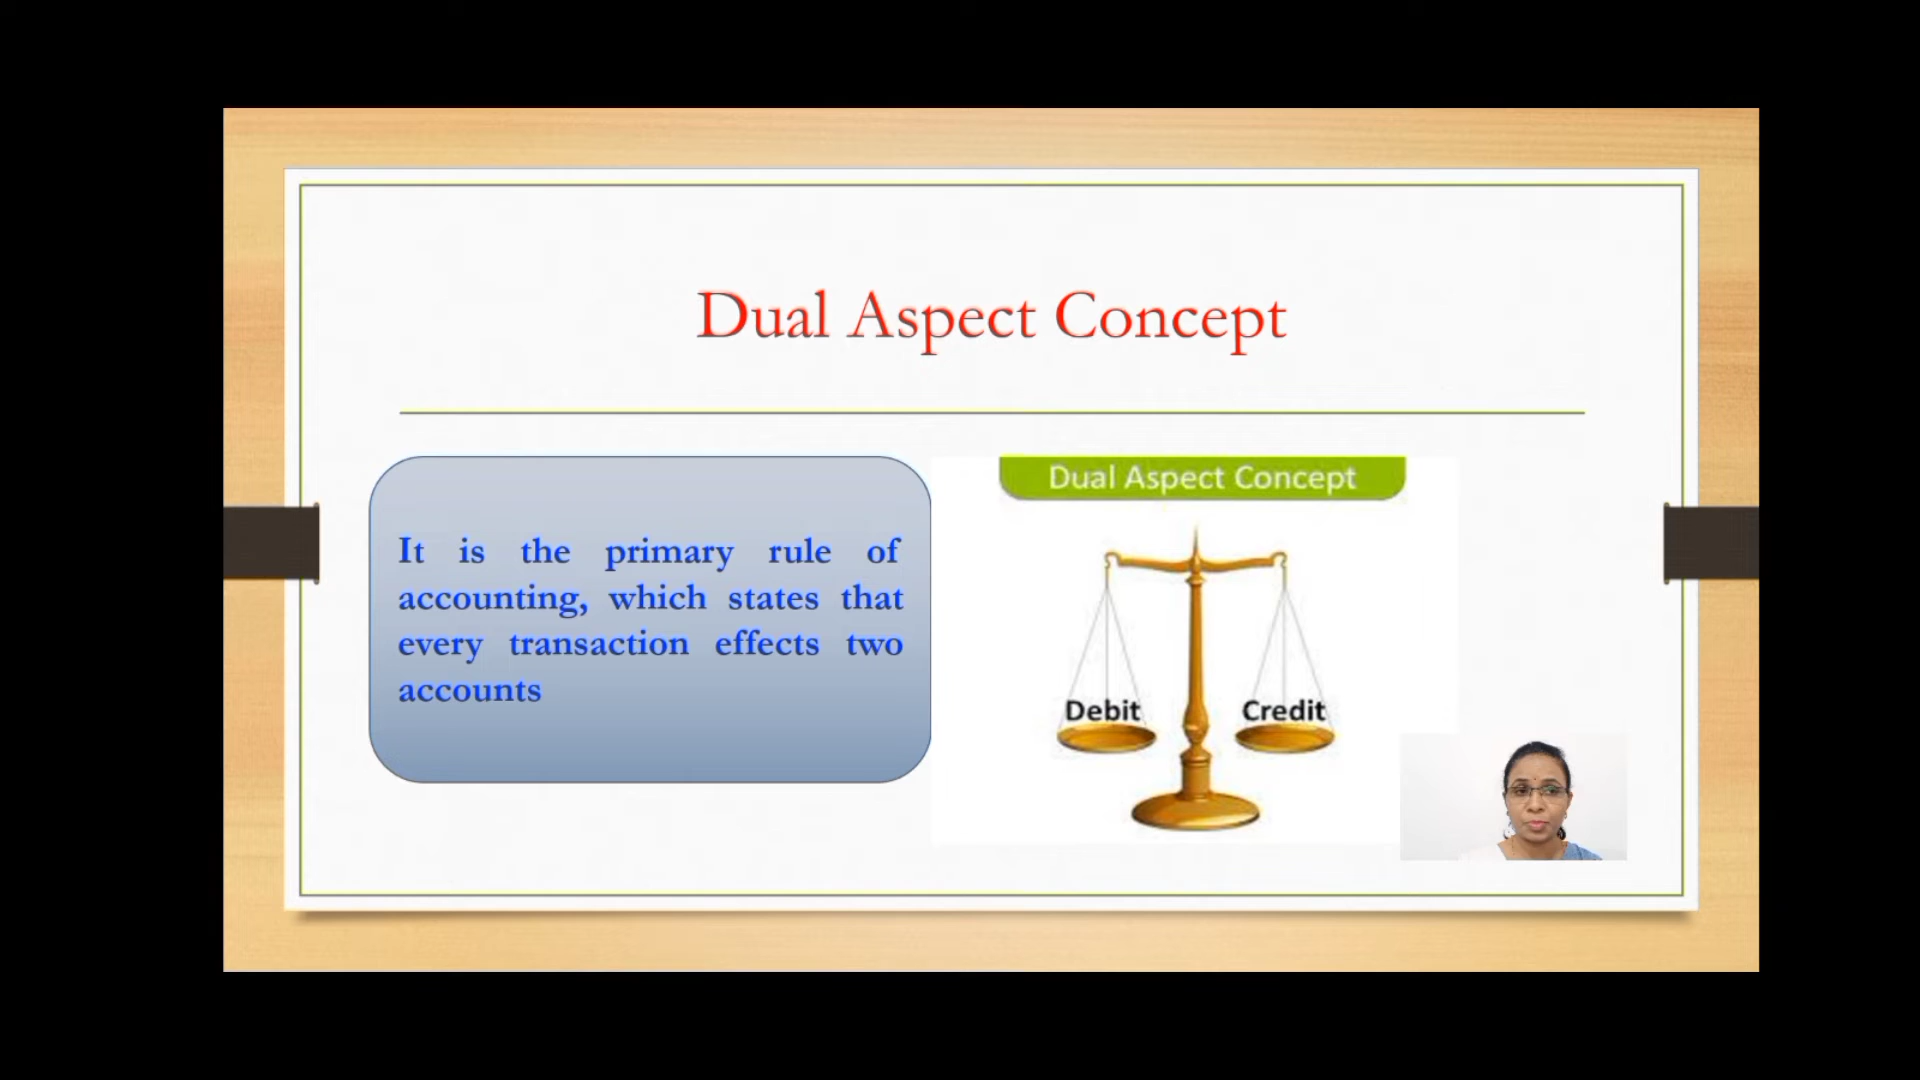 Dual Aspect Concept
It is the primary rule of
accounting, which states that
every transaction effects two
accounts
Dual Aspect Concept
Debit
Credit